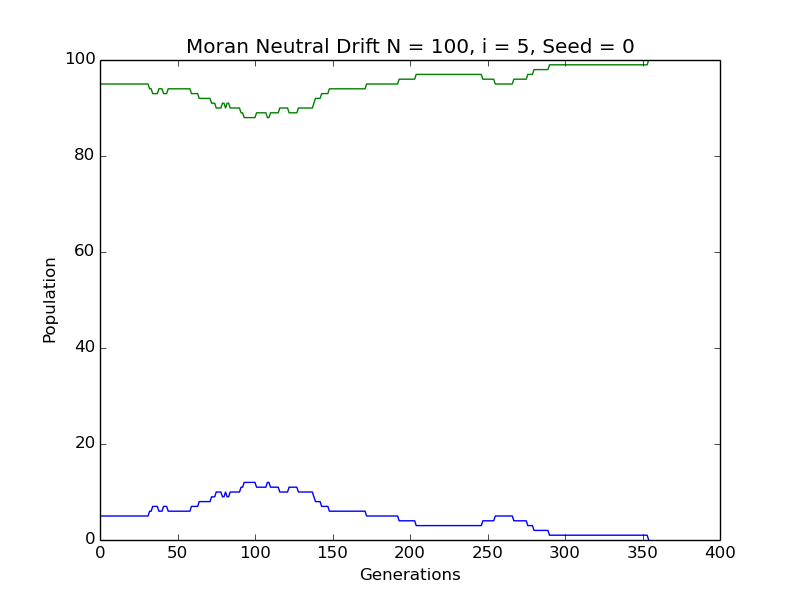 Moran Neutral Drift N = 100, i = 5, Seed = 0
100
80
60
40
20
0
Population
0 50 100 150 200 250 300 350 400
Generations